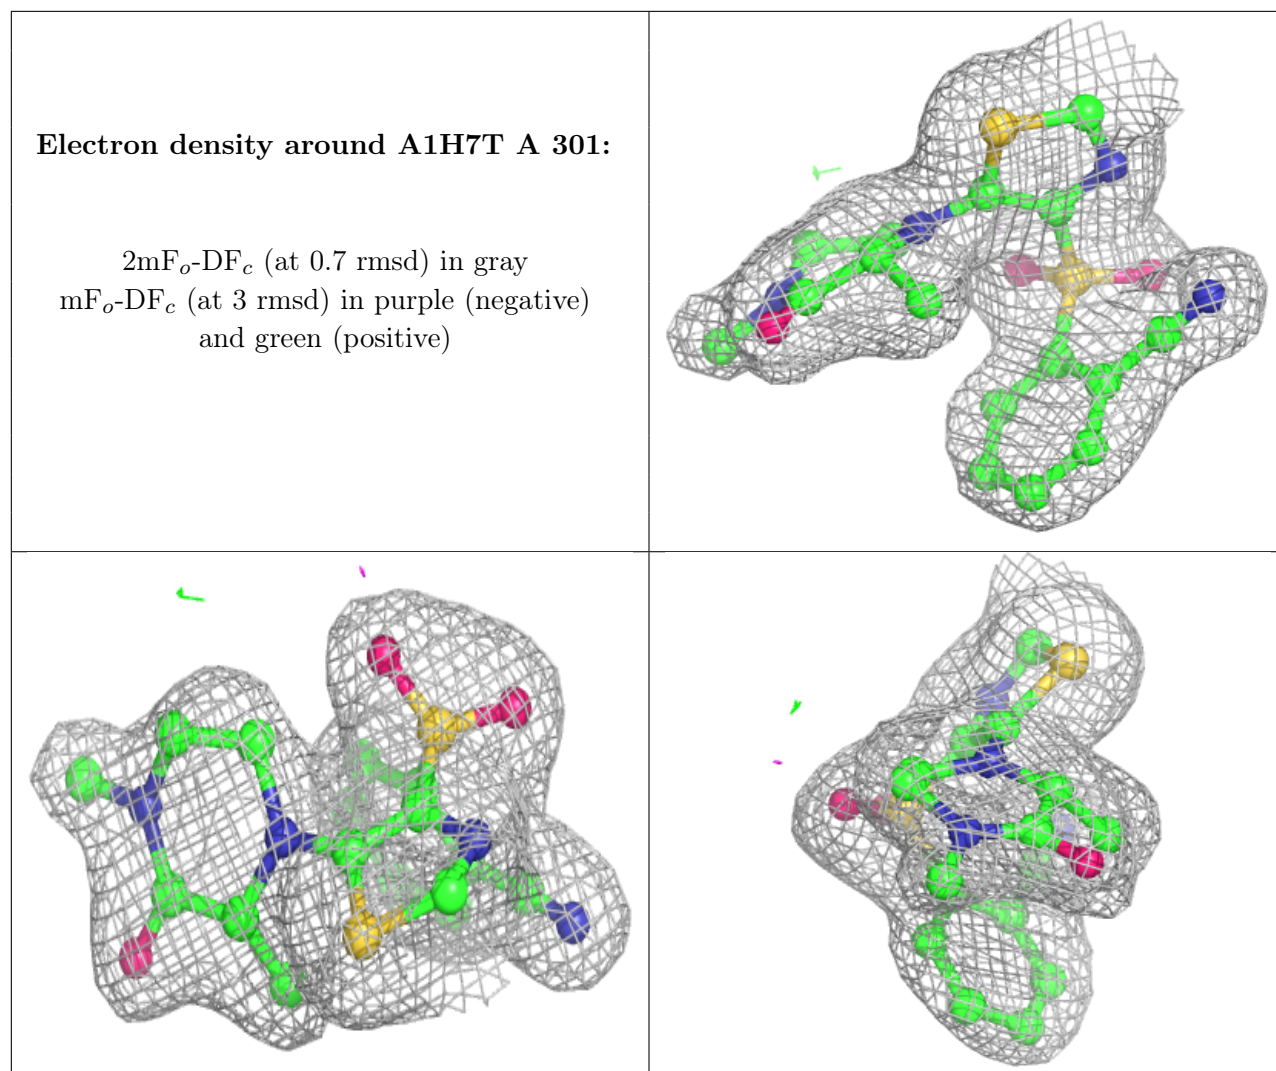 Electron density around A1H7T A 301:
2mFo-DFc (at 0.7 rmsd) in gray
mFo-DFc (at 3 rmsd) in purple (negative)
and green (positive)